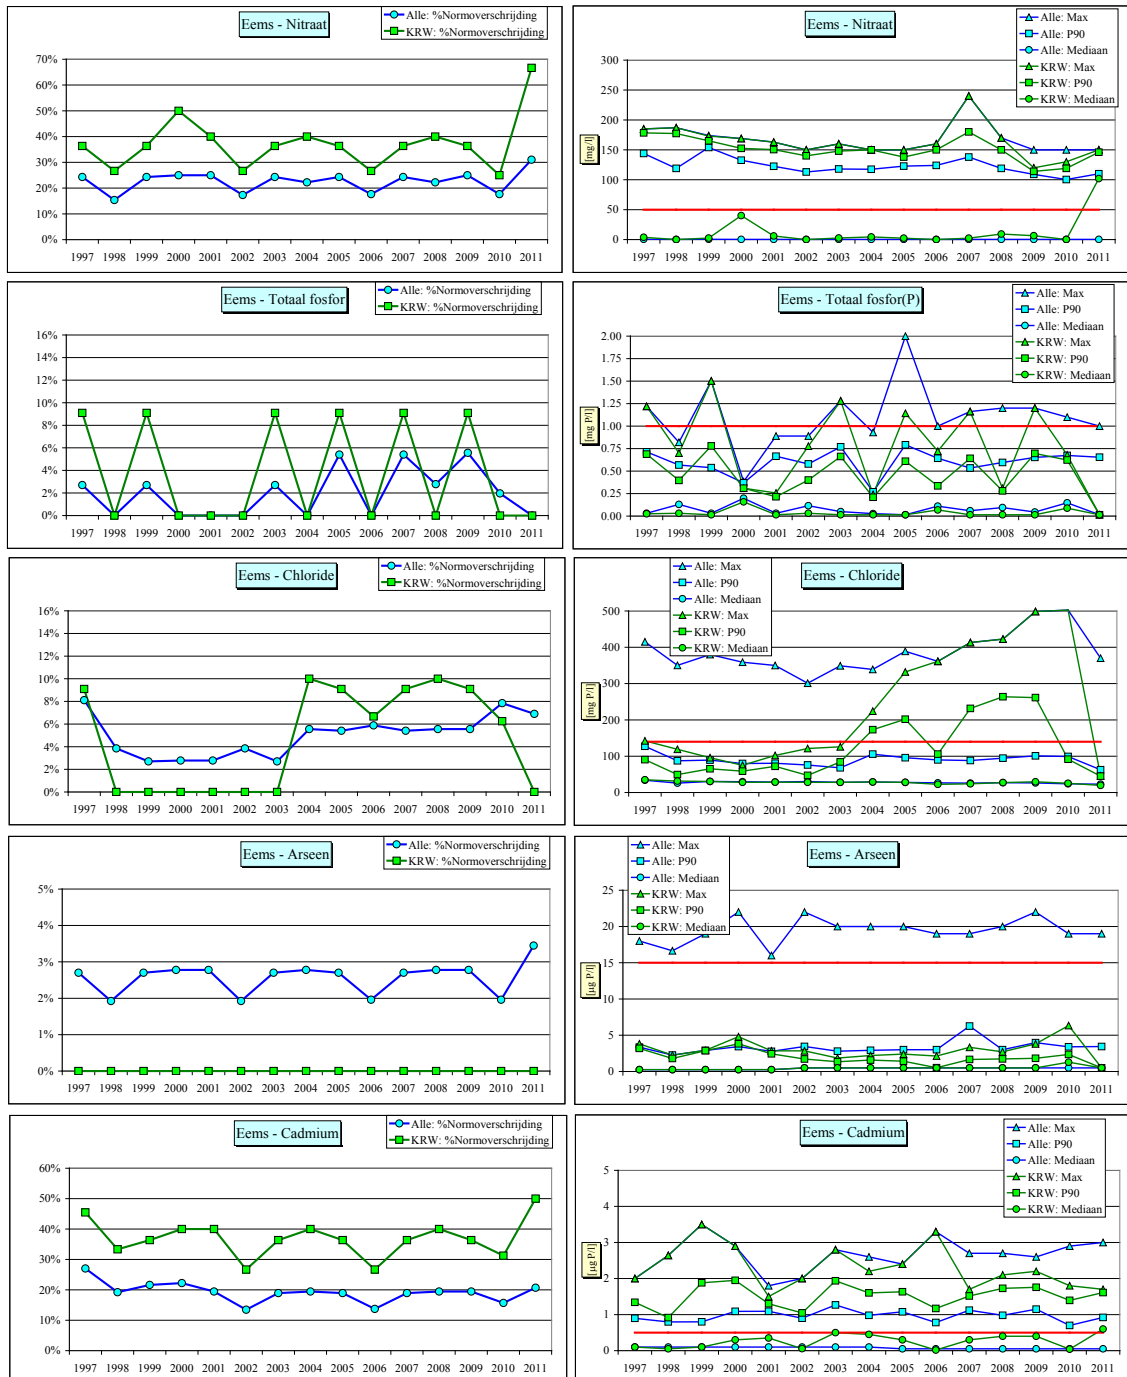 Eems - Nitraat
Alle: %Normoverschrijding
KRW: %Normoverschrijding
70%
60%
50%
40%
30%
20%
10%
0%
1997 1998 1999 2000 2001 2002 2003 2004 2005 2006 2007 2008 2009 2010 2011
Eems - Nitraat
Alle: Max
Alle: P90
Alle: Mediaan
KRW: Max
KRW: P90
KRW: Mediaan
[mg/l]
300
250
200
150
100
50
0
1997 1998 1999 2000 2001 2002 2003 2004 2005 2006 2007 2008 2009 2010 2011
Eems - Totaal fosfor
Alle: %Normoverschrijding
KRW: %Normoverschrijding
16%
14%
12%
10%
8%
6%
4%
2%
0%
1997 1998 1999 2000 2001 2002 2003 2004 2005 2006 2007 2008 2009 2010 2011
Eems - Totaal fosfor(P)
Alle: Max
Alle: P90
Alle: Mediaan
KRW: Max
KRW: P90
KRW: Mediaan
[mg P/l]
2.00
1.75
1.50
1.25
1.00
0.75
0.50
0.25
0.00
1997 1998 1999 2000 2001 2002 2003 2004 2005 2006 2007 2008 2009 2010 2011
Eems - Chloride
Alle: %Normoverschrijding
KRW: %Normoverschrijding
16%
14%
12%
10%
8%
6%
4%
2%
0%
1997 1998 1999 2000 2001 2002 2003 2004 2005 2006 2007 2008 2009 2010 2011
Eems - Chloride
Alle: Max
Alle: P90
Alle: Mediaan
KRW: Max
KRW: P90
KRW: Mediaan
[mg P/l]
500
400
300
200
100
0
1997 1998 1999 2000 2001 2002 2003 2004 2005 2006 2007 2008 2009 2010 2011
Eems - Arseen
Alle: %Normoverschrijding
KRW: %Normoverschrijding
5%
4%
3%
2%
1%
0%
1997 1998 1999 2000 2001 2002 2003 2004 2005 2006 2007 2008 2009 2010 2011
Eems - Arseen
Alle: Max
Alle: P90
Alle: Mediaan
KRW: Max
KRW: P90
KRW: Mediaan
[µg P/l]
25
20
15
10
5
0
1997 1998 1999 2000 2001 2002 2003 2004 2005 2006 2007 2008 2009 2010 2011
Eems - Cadmium
Alle: %Normoverschrijding
KRW: %Normoverschrijding
60%
50%
40%
30%
20%
10%
0%
1997 1998 1999 2000 2001 2002 2003 2004 2005 2006 2007 2008 2009 2010 2011
Eems - Cadmium
Alle: Max
Alle: P90
Alle: Mediaan
KRW: Max
KRW: P90
KRW: Mediaan
[µg P/l]
5
4
3
2
1
0
1997 1998 1999 2000 2001 2002 2003 2004 2005 2006 2007 2008 2009 2010 2011